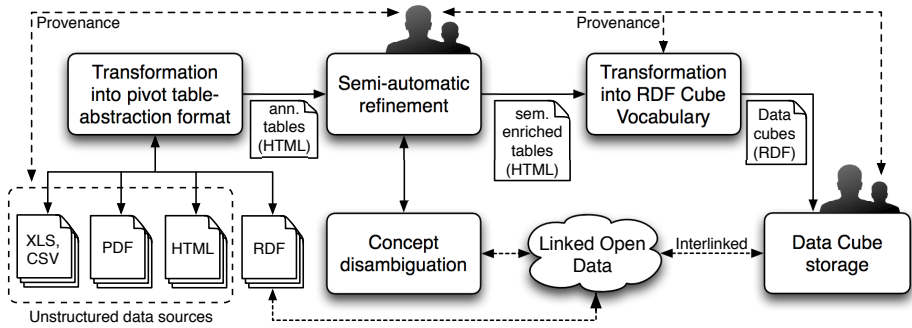 Provenance
Provenance
Transformation
into pivot table-
abstraction format
ann.
tables
(HTML)
Semi-automatic
refinement
sem.
enriched
tables
(HTML)
Transformation
into RDF Cube
Vocabulary
Data
cubes
(RDF)
XLS,
CSV
PDF
HTML
RDF
Unstructured data sources
Concept
disambiguation
Linked Open
Data
Interlinked
Data Cube
storage